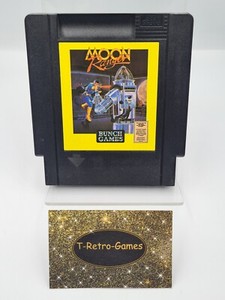 MOON
Ranger
BUNCH
GAMES
T-Retro-Games